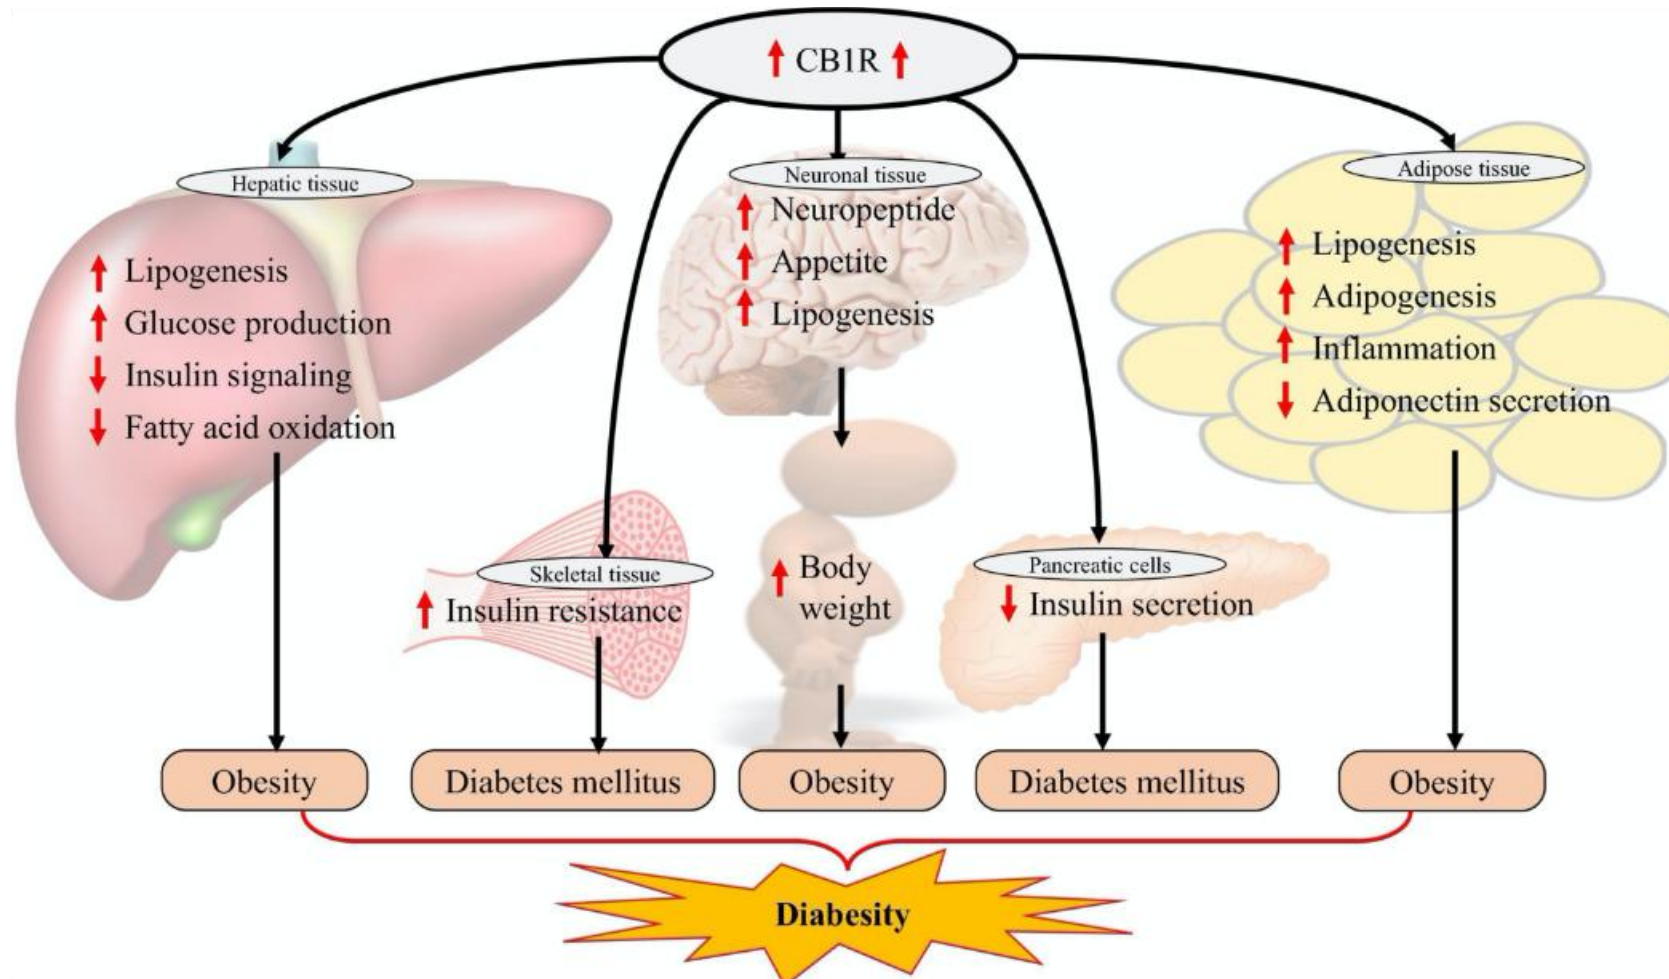 CB1R
Hepatic tissue
Lipogenesis
Glucose production
Insulin signaling
Fatty acid oxidation
Neuronal tissue
Neuropeptide
Appetite
Lipogenesis
Adipose tissue
Lipogenesis
Adipogenesis
Inflammation
Adiponectin secretion
Skeletal tissue
Insulin resistance
Body
weight
Pancreatic cells
Insulin secretion
Obesity
Diabetes mellitus
Obesity
Diabetes mellitus
Obesity
Diabesity